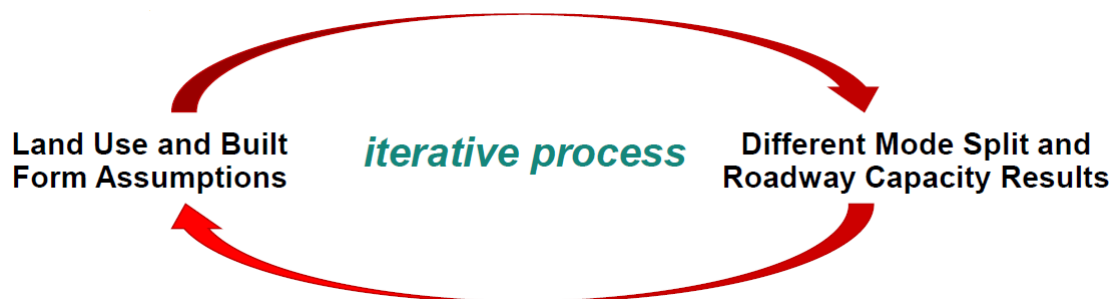 Land Use and Built
Form Assumptions
iterative process
Different Mode Split and
Roadway Capacity Results